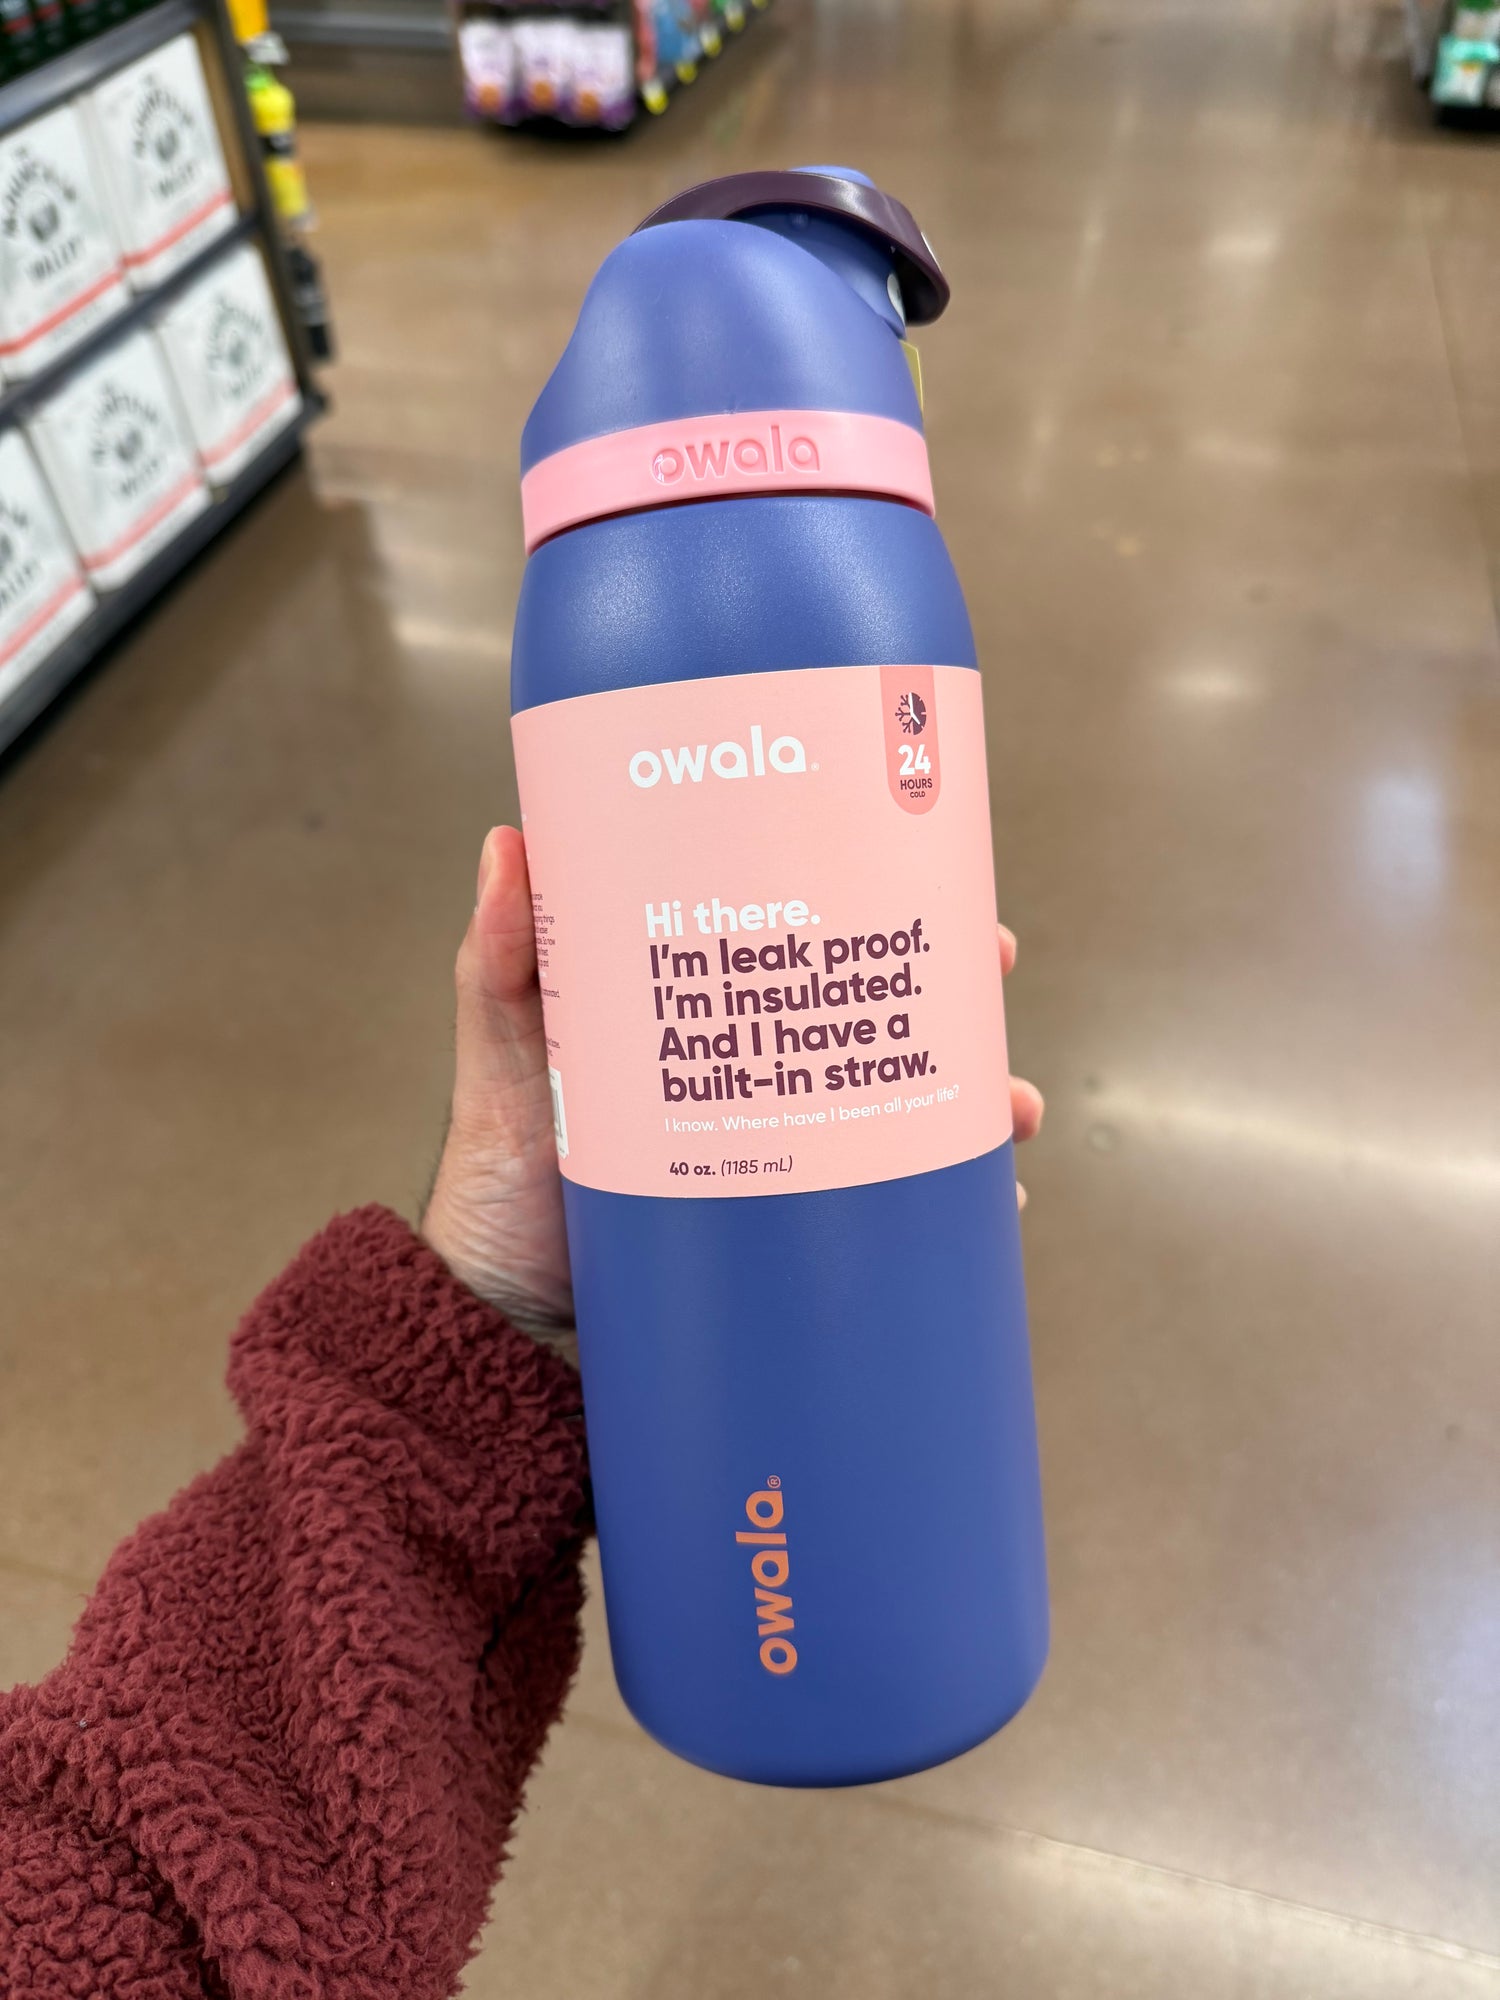 owala
owala®
24
HOURS
COLD
Hi there.
I'm leak proof.
I'm insulated.
And I have a
built-in straw.
I know. Where have I been all your life?
40 oz. (1185 mL)
owala®